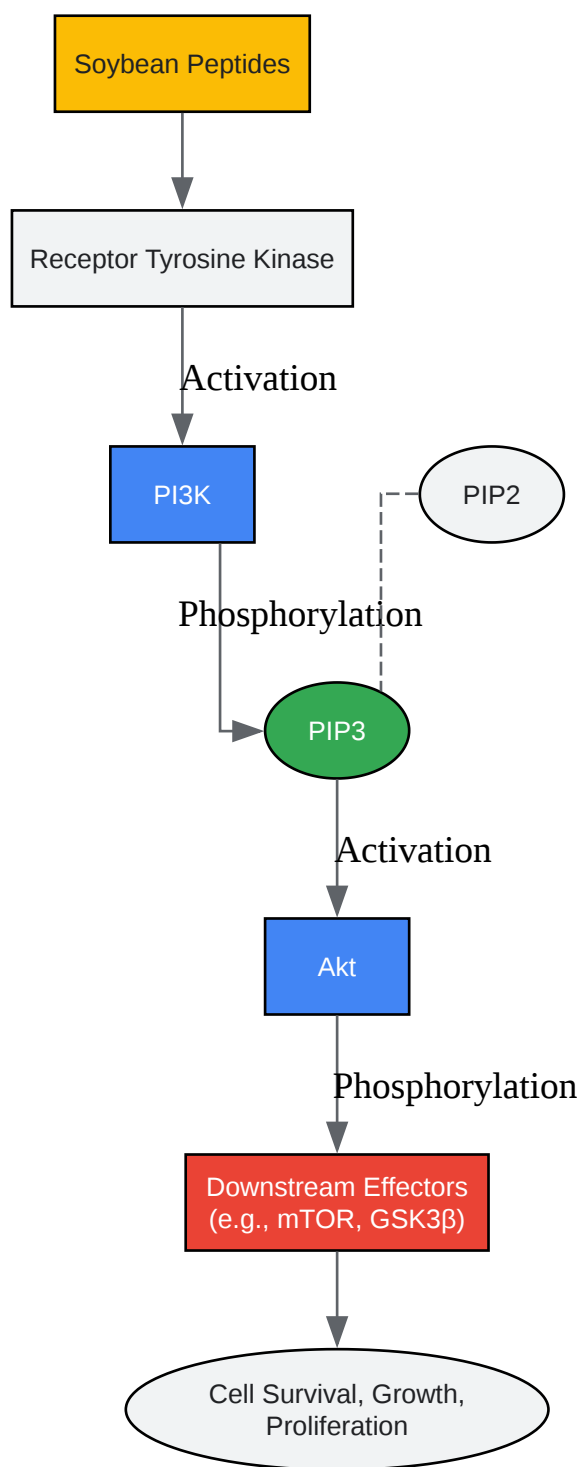 Soybean Peptides
Receptor Tyrosine Kinase
Activation
PI3K
PIP2
Phosphorylation
PIP3
Activation
Akt
Phosphorylation
Downstream Effectors
(e.g., mTOR, GSK3β)
Cell Survival, Growth,
Proliferation